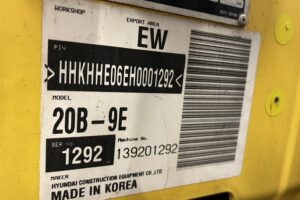 WORKSHOP
EXPORT AREA
EW
PIN
>HHKHHE06EH0001292<
MODEL
20B-9E
SER NO
1292
Machine No.
139201292
MAKER
HYUNDAI CONSTRUCTION EQUIPMENT CO.,LTD
MADE IN KOREA